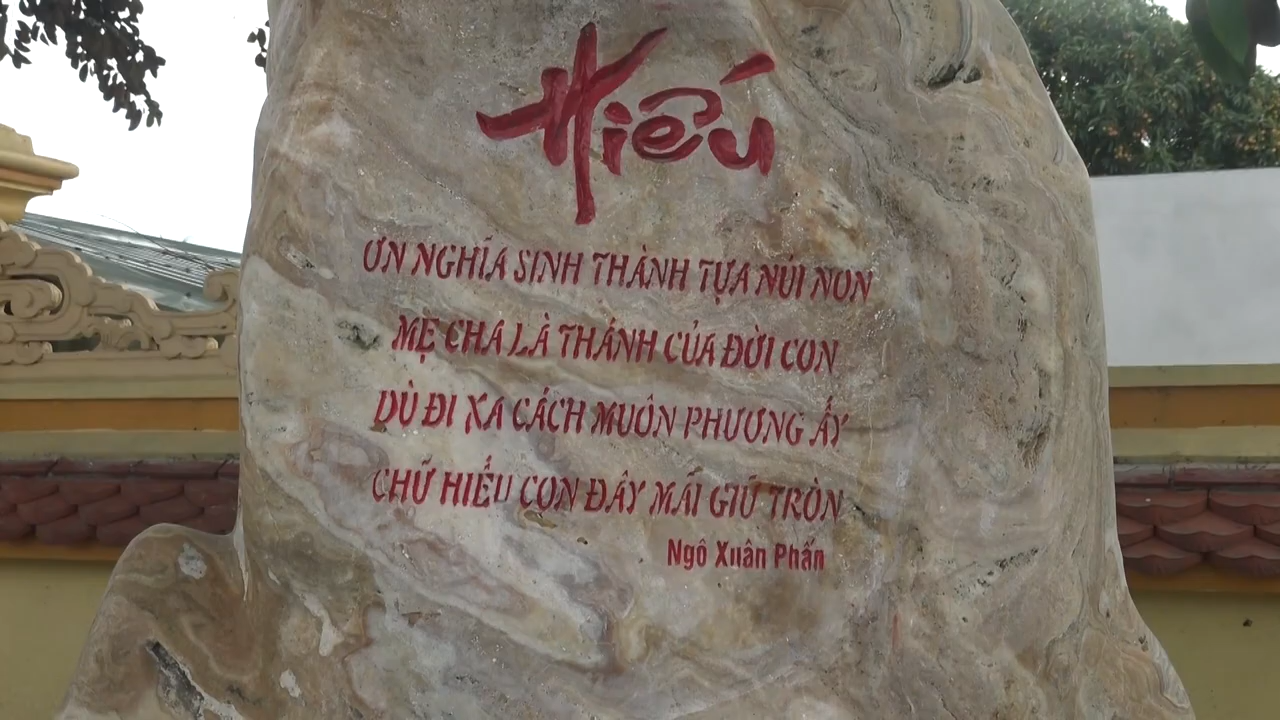 Hiếu
ƠN NGHĨA SINH THÀNH TỰA NÚI NON
MẸ CHA LÀ THÁNH CỦA ĐỜI CON
DÙ ĐI XA CÁCH MUÔN PHƯƠNG ẤY
CHỮ HIẾU CON ĐÂY MÃI GIỮ TRÒN
Ngô Xuân Phấn